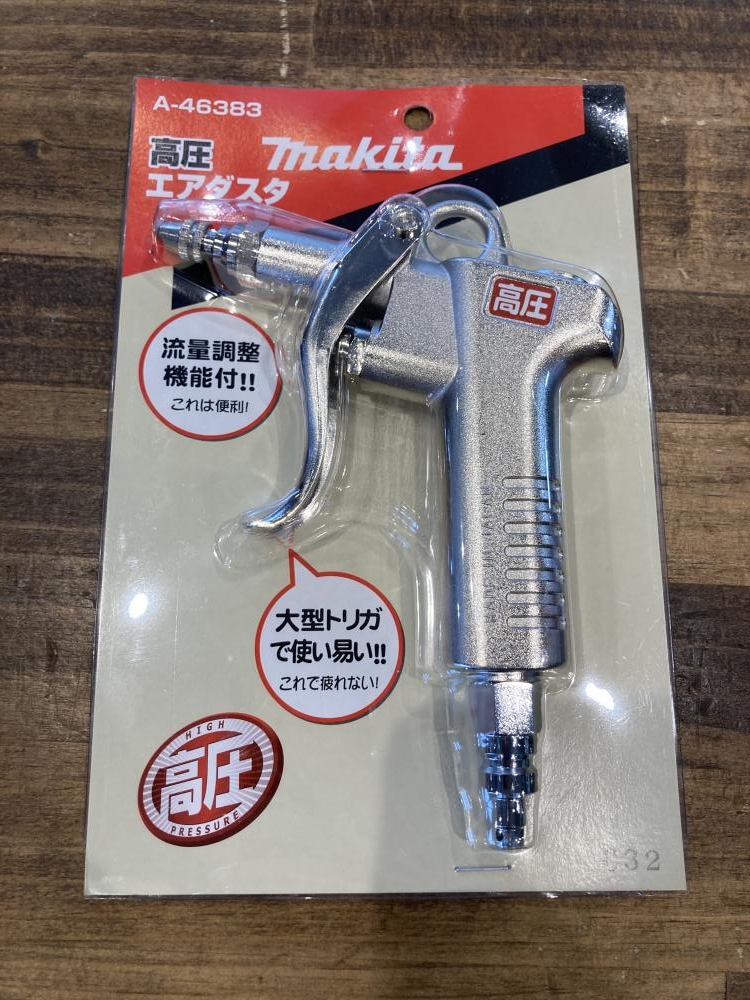 A-46383
高圧
makita
エアダスタ
高圧
流量調整
機能付!!
これは便利!
大型トリガ
で使い易い!!
これで疲れない!
HIGH
高圧
PRESSURE
32